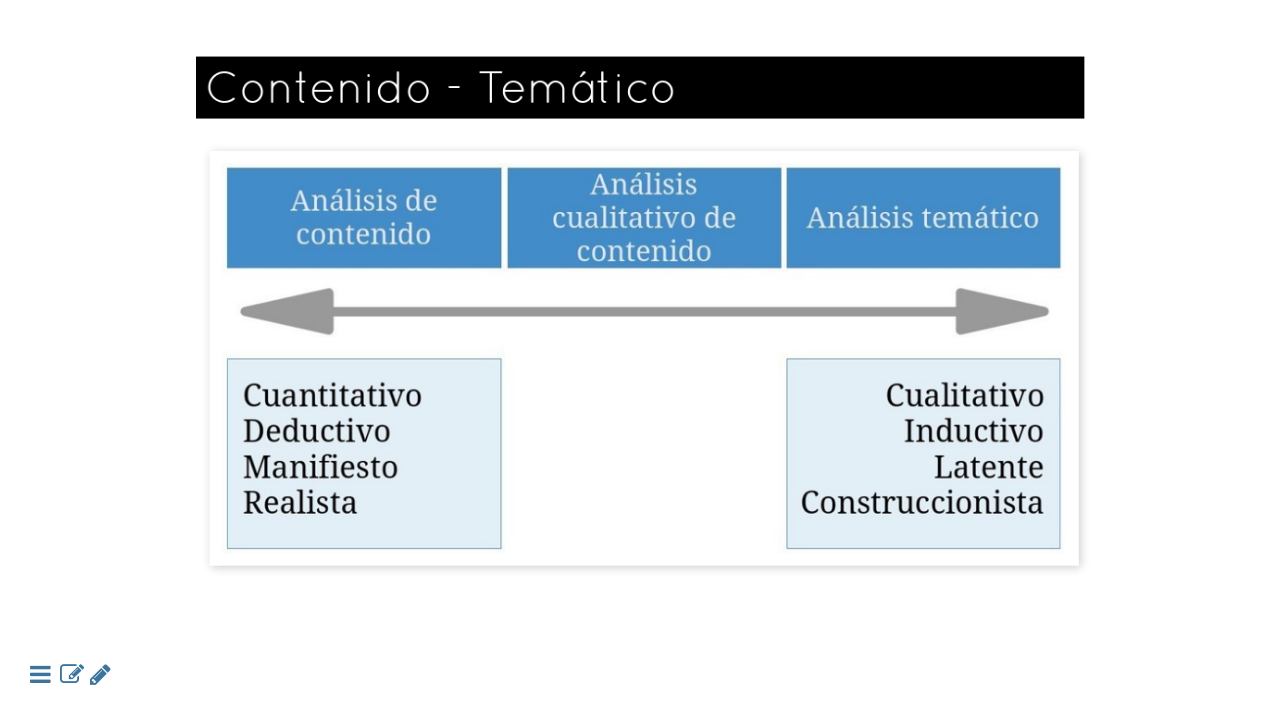 Contenido - Temático
Análisis de
contenido
Análisis
cualitativo de
contenido
Análisis temático
Cuantitativo
Deductivo
Manifiesto
Realista
Cualitativo
Inductivo
Latente
Construccionista